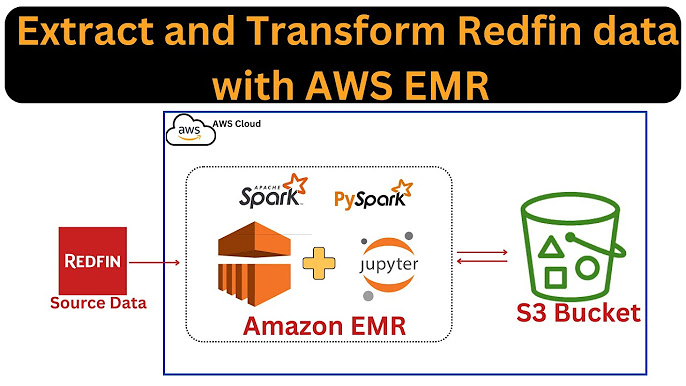 Extract and Transform Redfin data
with AWS EMR
aws
AWS Cloud
APACHE
Spark™
PySpark
REDFIN
jupyter
Source Data
Amazon EMR
S3 Bucket